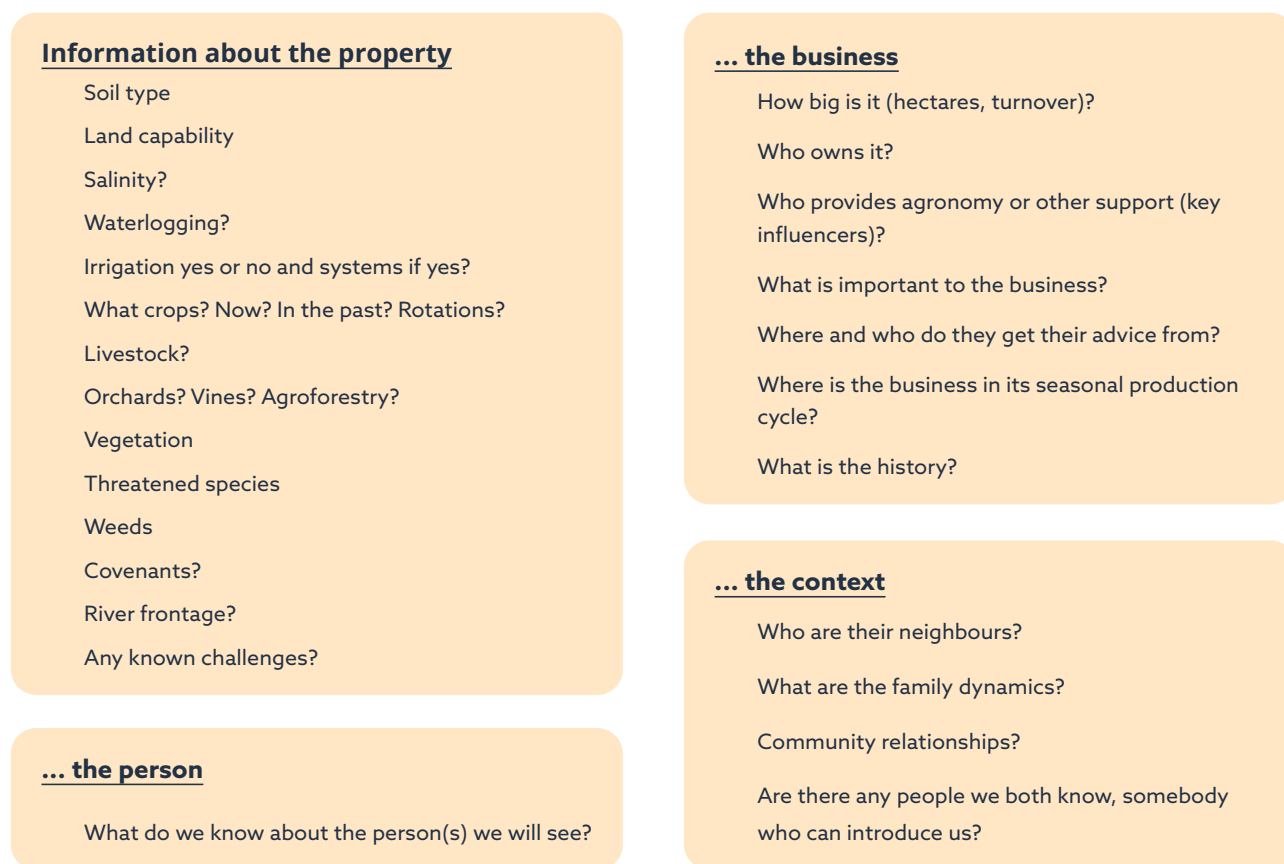 Information about the property
Soil type
Land capability
Salinity?
Waterlogging?
Irrigation yes or no and systems if yes?
What crops? Now? In the past? Rotations?
Livestock?
Orchards? Vines? Agroforestry?
Vegetation
Threatened species
Weeds
Covenants?
River frontage?
Any known challenges?
... the person
What do we know about the person(s) we will see?
... the business
How big is it (hectares, turnover)?
Who owns it?
Who provides agronomy or other support (key
influencers)?
What is important to the business?
Where and who do they get their advice from?
Where is the business in its seasonal production
cycle?
What is the history?
... the context
Who are their neighbours?
What are the family dynamics?
Community relationships?
Are there any people we both know, somebody
who can introduce us?